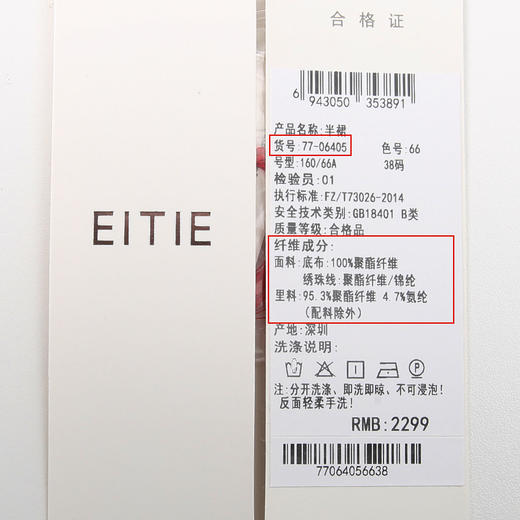 EITIE
合格证
6 943050 353891
产品名称:半裙
货号:77-06405 色号:66
号型:160/66A 38码
检验员:01
执行标准:FZ/T73026-2014
安全技术类别:GB18401 B类
质量等级:合格品
纤维成分:
面料:底布:100%聚酯纤维
绣珠线:聚酯纤维/锦纶
里料:95.3%聚酯纤维 4.7%氨纶
(配料除外)
产地:深圳
洗涤说明:
注:分开洗涤、即洗即晾、不可浸泡!
反面轻柔手洗!
RMB:2299
77064056638